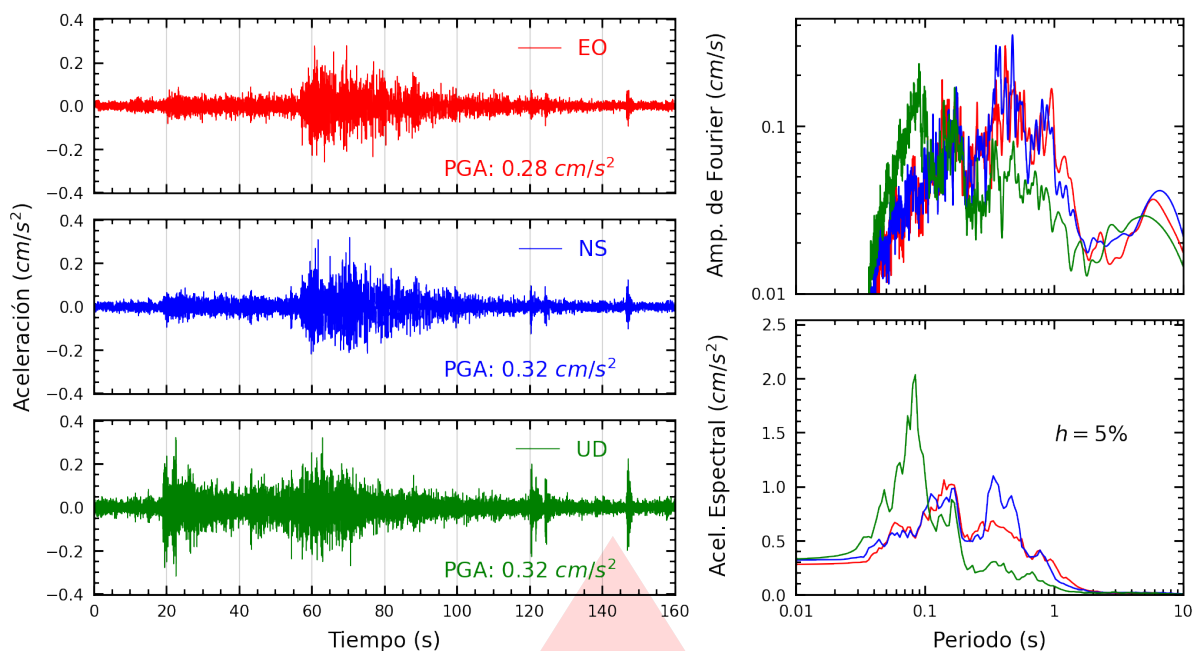 0.4
0.2
0.0
−0.2
−0.4
EO
PGA: 0.28 cm/s²
0.4
0.2
0.0
−0.2
−0.4
NS
PGA: 0.32 cm/s²
0.4
0.2
0.0
−0.2
−0.4
UD
PGA: 0.32 cm/s²
0 20 40 60 80 100 120 140 160
Tiempo (s)
Aceleración (cm/s²)
Amp. de Fourier (cm/s)
0.1
0.01
Acel. Espectral (cm/s²)
2.5
2.0
1.5
1.0
0.5
0.0
h = 5%
0.01 0.1 1 10
Periodo (s)